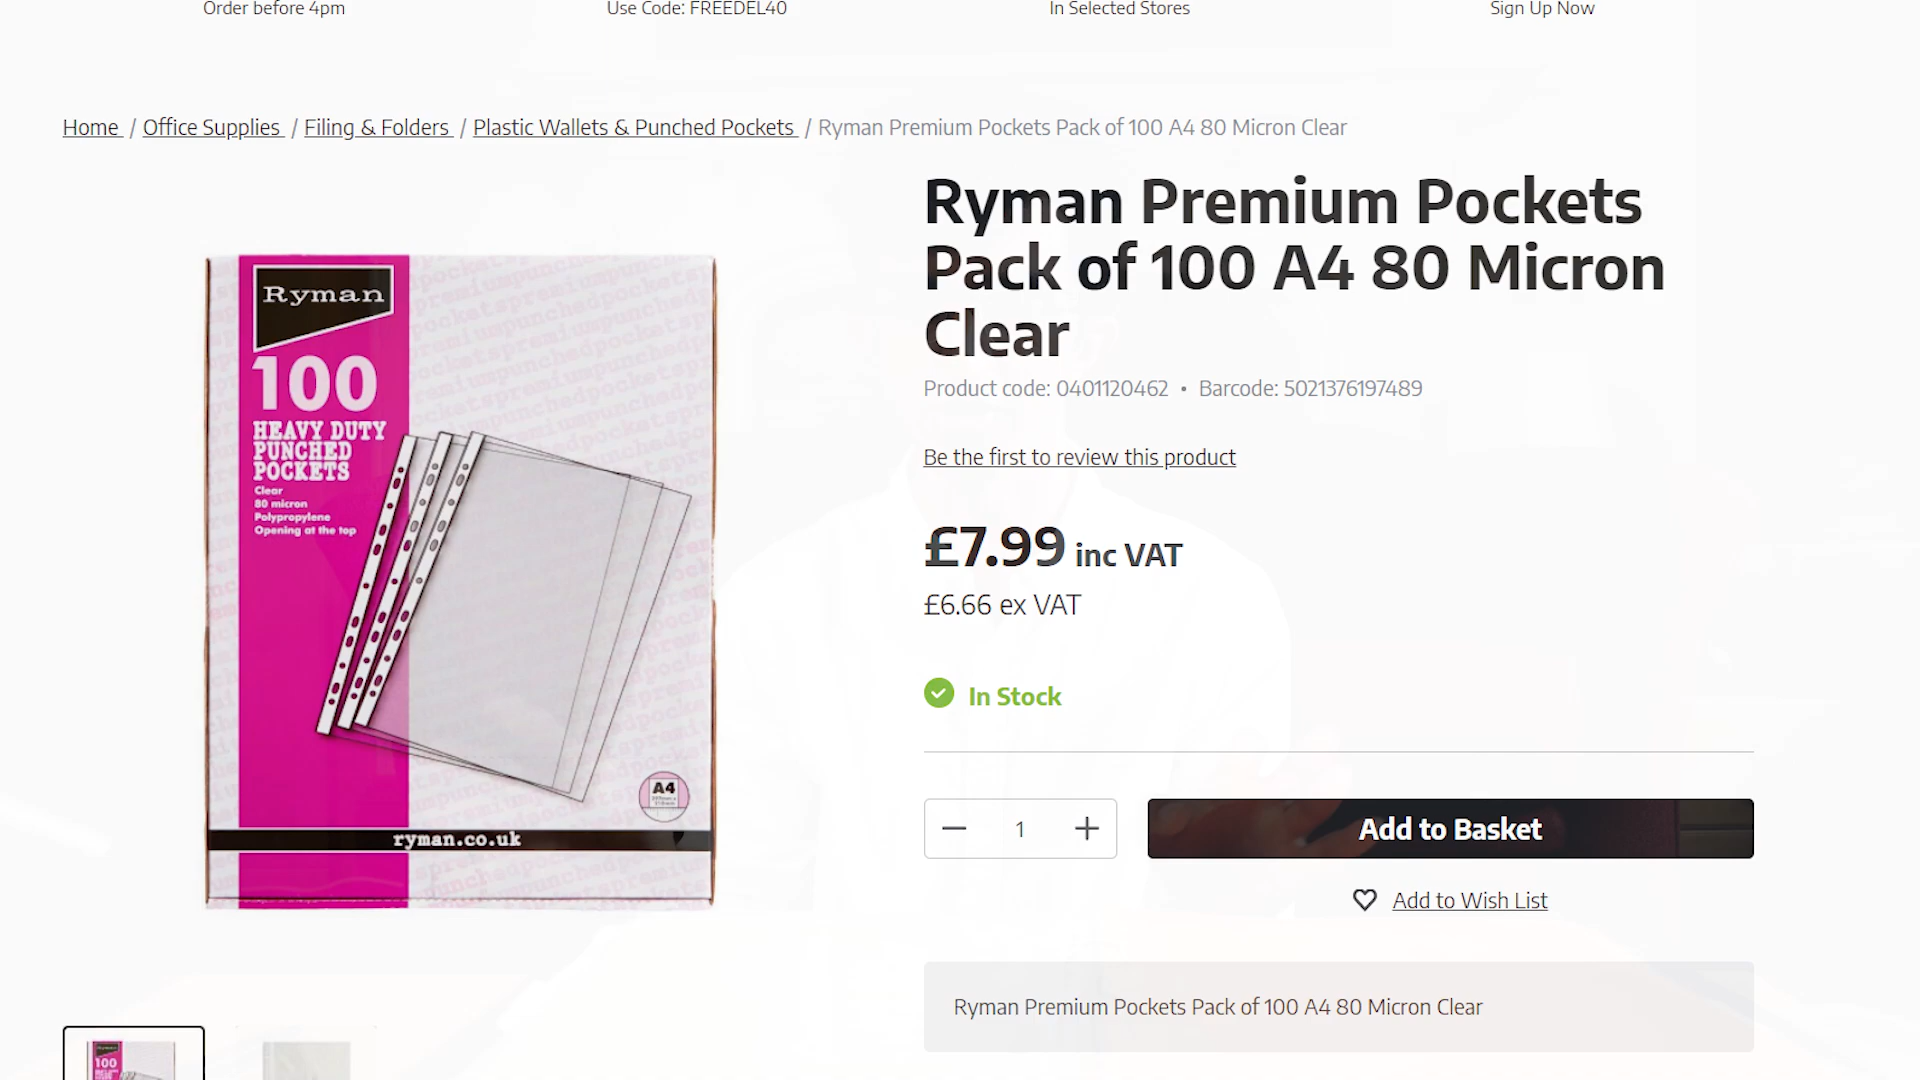 Order before 4pm
Use Code: FREEDEL40
In Selected Stores
Sign Up Now
Home / Office Supplies / Filing & Folders / Plastic Wallets & Punched Pockets / Ryman Premium Pockets Pack of 100 A4 80 Micron Clear
Ryman
100
HEAVY DUTY
PUNCHED
POCKETS
Clear
80 micron
Polypropylene
Opening at the top
A4
ryman.co.uk
Ryman Premium Pockets
Pack of 100 A4 80 Micron
Clear
Product code: 0401120462 • Barcode: 5021376197489
Be the first to review this product
£7.99 inc VAT
£6.66 ex VAT
In Stock
1
Add to Basket
Add to Wish List
Ryman Premium Pockets Pack of 100 A4 80 Micron Clear
Ryman
100